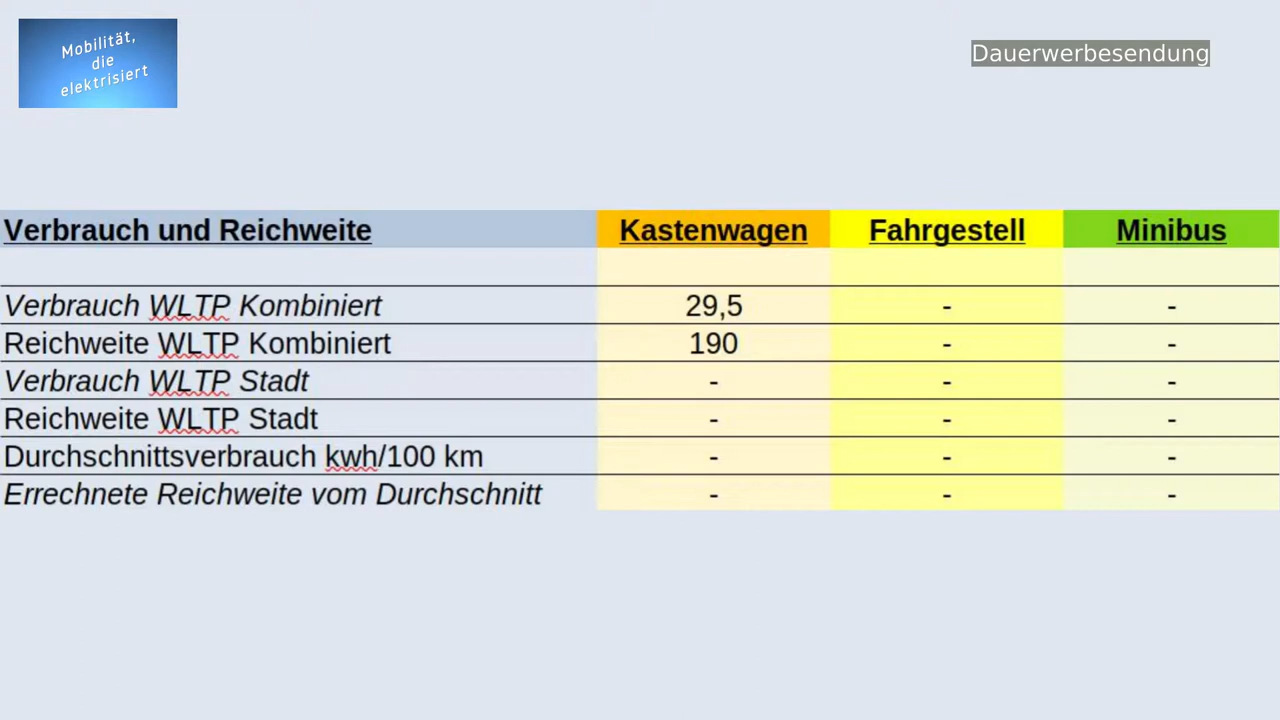 Mobilität,
die
elektrisiert
Dauerwerbesendung
Verbrauch und Reichweite Kastenwagen Fahrgestell Minibus
Verbrauch WLTP Kombiniert 29,5 - -
Reichweite WLTP Kombiniert 190 - -
Verbrauch WLTP Stadt - - -
Reichweite WLTP Stadt - - -
Durchschnittsverbrauch kwh/100 km - - -
Errechnete Reichweite vom Durchschnitt - - -